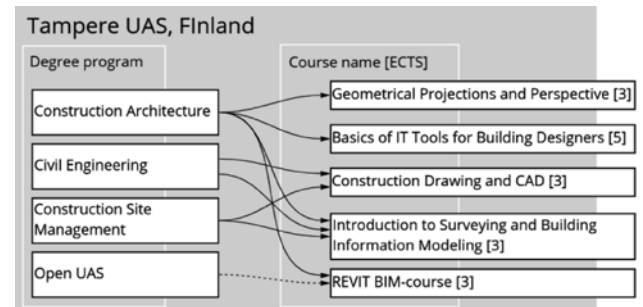 Tampere UAS, FInland
Degree program
Course name [ECTS]
Construction Architecture
Civil Engineering
Construction Site
Management
Open UAS
Geometrical Projections and Perspective [3]
Basics of IT Tools for Building Designers [5]
Construction Drawing and CAD [3]
Introduction to Surveying and Building
Information Modeling [3]
REVIT BIM-course [3]